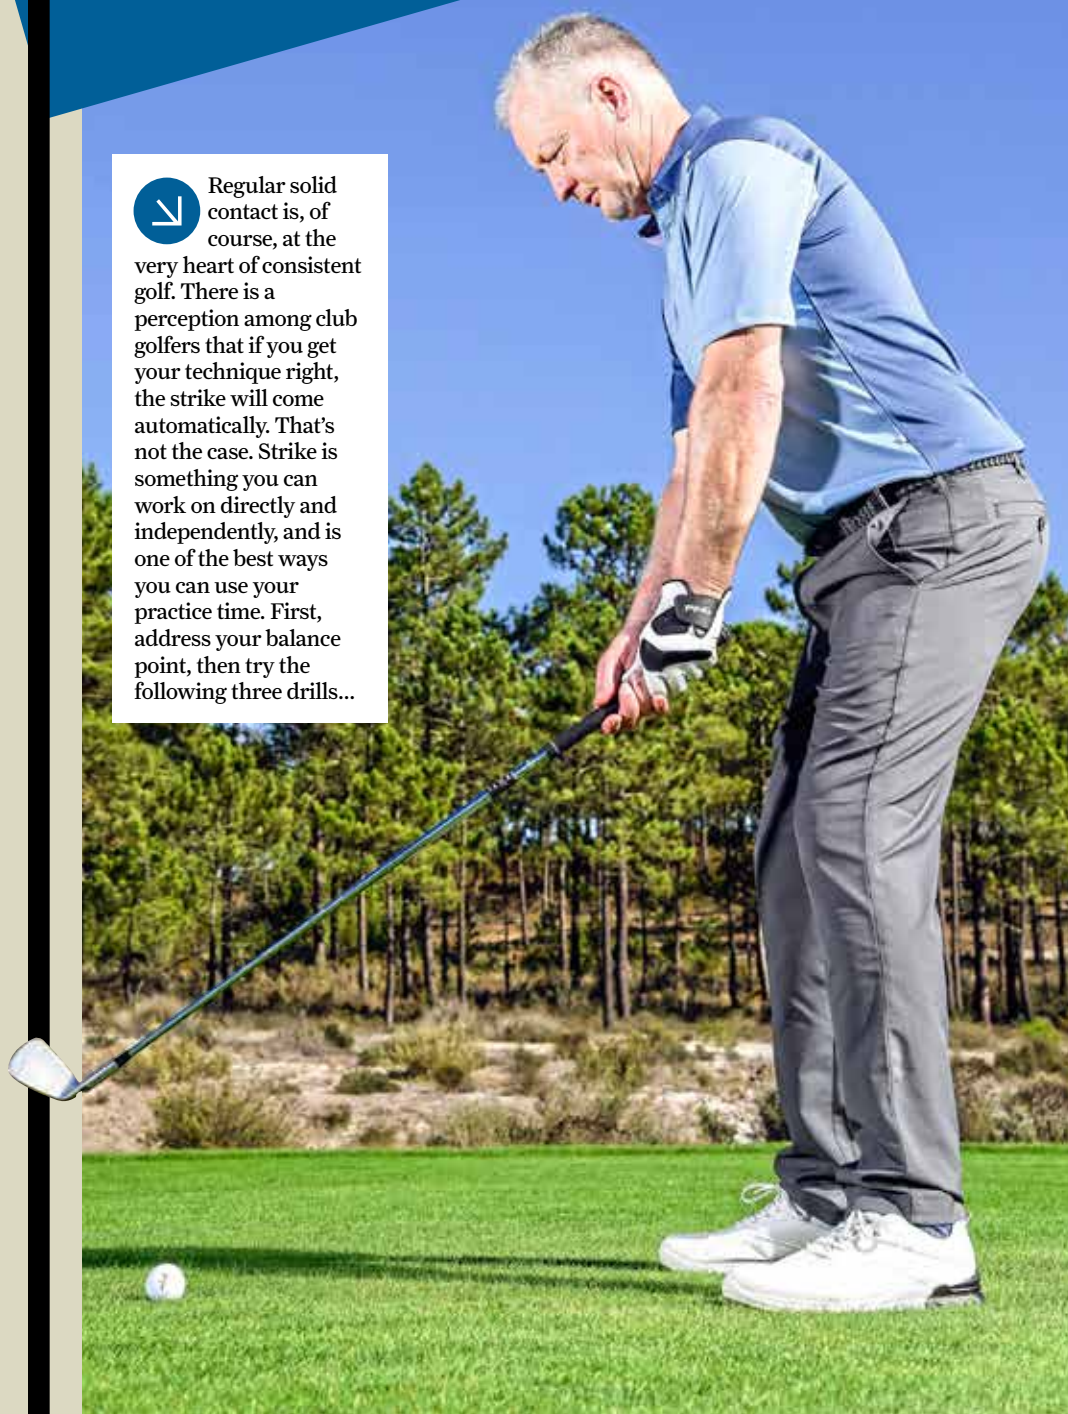 Regular solid
contact is, of
course, at the
very heart of consistent
golf. There is a
perception among club
golfers that if you get
your technique right,
the strike will come
automatically. That’s
not the case. Strike is
something you can
work on directly and
independently, and is
one of the best ways
you can use your
practice time. First,
address your balance
point, then try the
following three drills...
PING